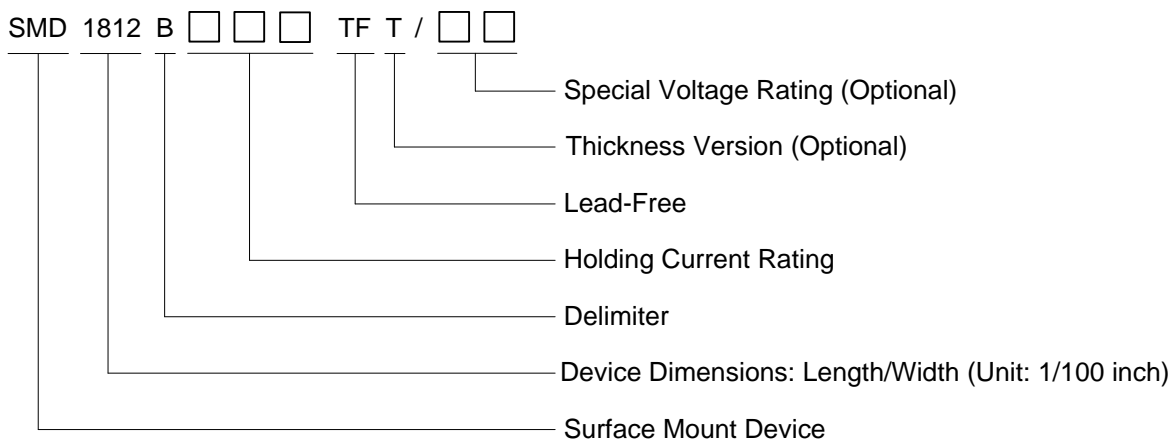 SMD 1812 B □ □ □ TF T / □ □
Special Voltage Rating (Optional)
Thickness Version (Optional)
Lead-Free
Holding Current Rating
Delimiter
Device Dimensions: Length/Width (Unit: 1/100 inch)
Surface Mount Device